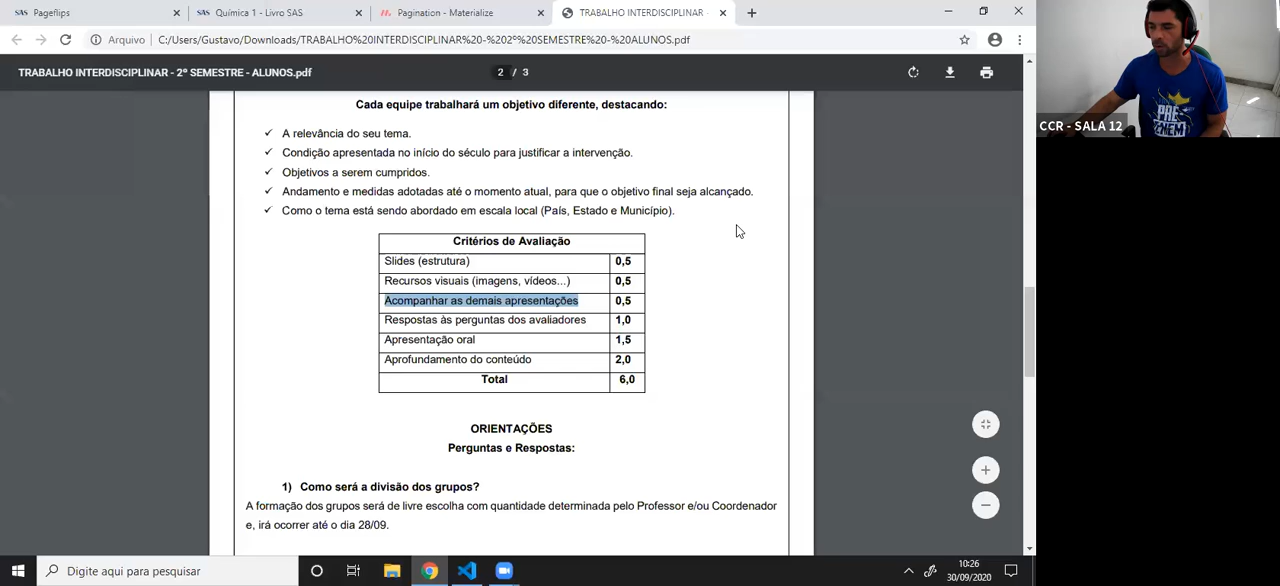 Pageflips
Química 1 - Livro SAS
Pagination - Materialize
TRABALHO INTERDISCIPLINAR -
Arquivo
C:/Users/Gustavo/Downloads/TRABALHO%20INTERDISCIPLINAR%20-%202º%20SEMESTRE%20-%20ALUNOS.pdf
TRABALHO INTERDISCIPLINAR - 2º SEMESTRE - ALUNOS.pdf
2 / 3
PRÉ-
ENEM
CCR - SALA 12
Cada equipe trabalhará um objetivo diferente, destacando:
✓ A relevância do seu tema.
✓ Condição apresentada no início do século para justificar a intervenção.
✓ Objetivos a serem cumpridos.
✓ Andamento e medidas adotadas até o momento atual, para que o objetivo final seja alcançado.
✓ Como o tema está sendo abordado em escala local (País, Estado e Município).
Critérios de Avaliação
Slides (estrutura) 0,5
Recursos visuais (imagens, vídeos...) 0,5
Acompanhar as demais apresentações 0,5
Respostas às perguntas dos avaliadores 1,0
Apresentação oral 1,5
Aprofundamento do conteúdo 2,0
Total 6,0
ORIENTAÇÕES
Perguntas e Respostas:
1) Como será a divisão dos grupos?
A formação dos grupos será de livre escolha com quantidade determinada pelo Professor e/ou Coordenador
e, irá ocorrer até o dia 28/09.
Digite aqui para pesquisar
10:26
30/09/2020